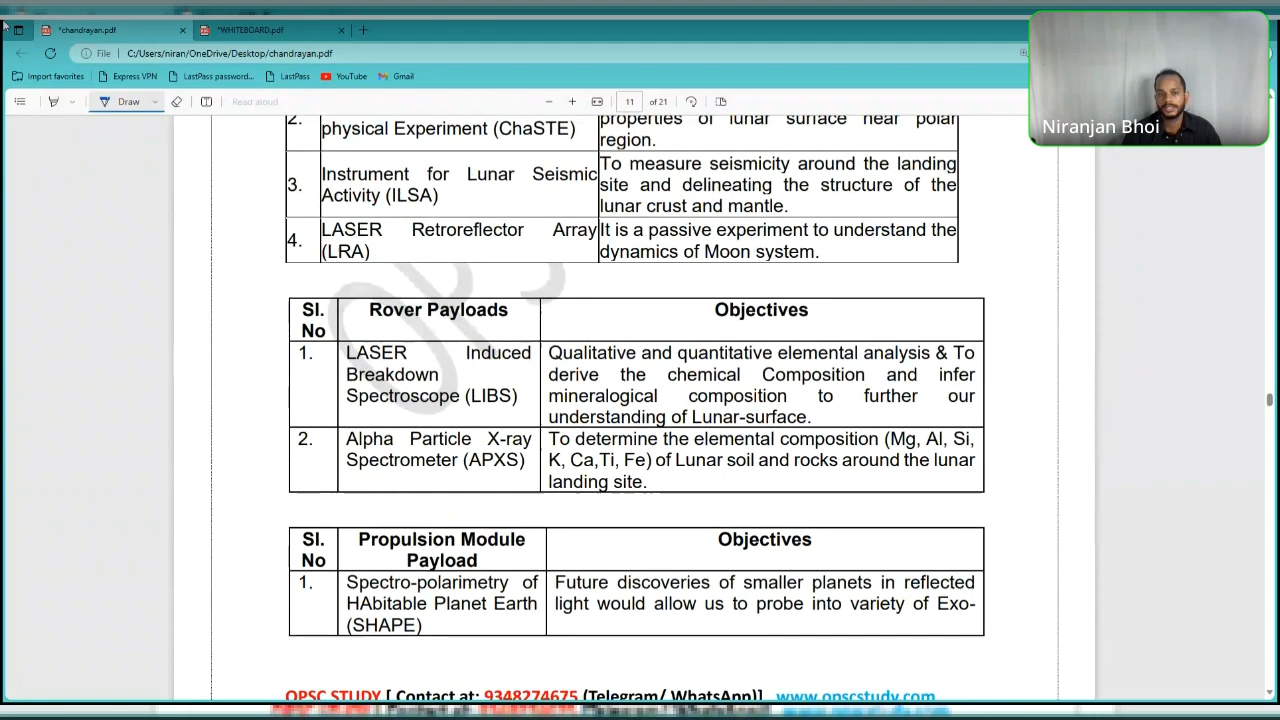 *chandrayan.pdf
*WHITEBOARD.pdf
File C:/Users/niran/OneDrive/Desktop/chandrayan.pdf
Import favorites Express VPN LastPass password... LastPass YouTube Gmail
Draw Read aloud 11 of 21
Niranjan Bhoi
2. physical Experiment (ChaSTE) properties of lunar surface near polar
region.
3. Instrument for Lunar Seismic
Activity (ILSA)
To measure seismicity around the landing
site and delineating the structure of the
lunar crust and mantle.
4. LASER Retroreflector Array
(LRA)
It is a passive experiment to understand the
dynamics of Moon system.
OPS
Sl.
No
Rover Payloads
Objectives
1. LASER Induced
Breakdown
Spectroscope (LIBS)
Qualitative and quantitative elemental analysis & To
derive the chemical Composition and infer
mineralogical composition to further our
understanding of Lunar-surface.
2. Alpha Particle X-ray
Spectrometer (APXS)
To determine the elemental composition (Mg, Al, Si,
K, Ca,Ti, Fe) of Lunar soil and rocks around the lunar
landing site.
Sl.
No
Propulsion Module
Payload
Objectives
1. Spectro-polarimetry of
HAbitable Planet Earth
(SHAPE)
Future discoveries of smaller planets in reflected
light would allow us to probe into variety of Exo-
OPSC STUDY [ Contact at: 9348274675 (Telegram/ WhatsApp)] www.opscstudy.com